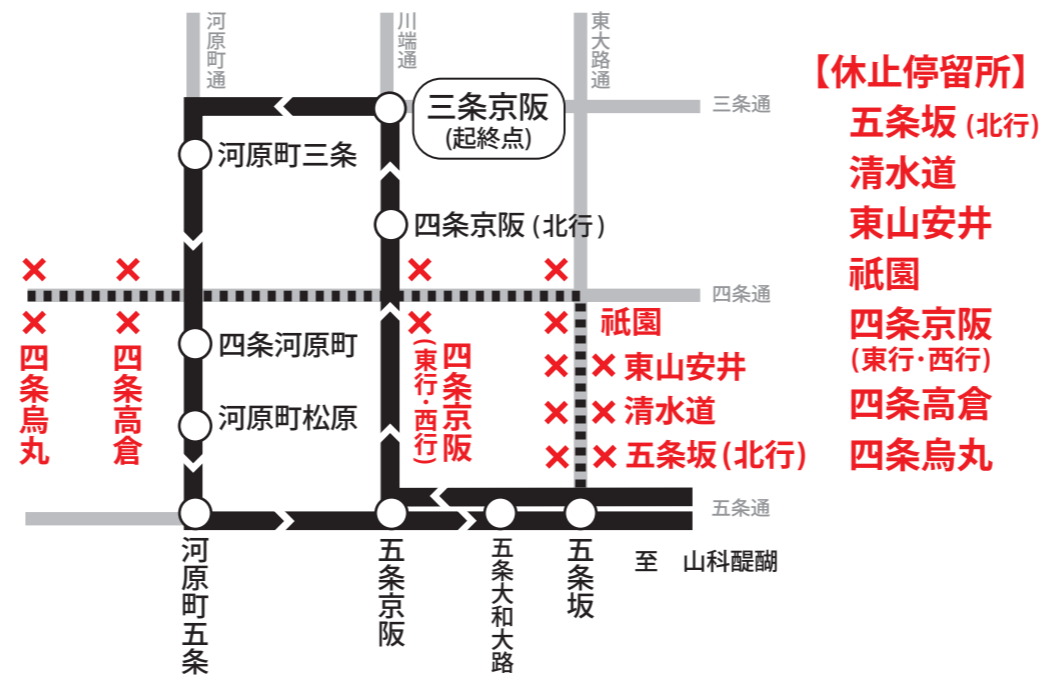 河原町通
川端通
東大路通
三条京阪
(起終点)
三条通
河原町三条
四条京阪(北行)
四条通
四条烏丸
四条高倉
四条河原町
河原町松原
四条京阪
(東行・西行)
祇園
東山安井
清水道
五条坂(北行)
五条通
河原町五条
五条京阪
五条大和大路
五条坂
至 山科醍醐
【休止停留所】
五条坂(北行)
清水道
東山安井
祇園
四条京阪
(東行・西行)
四条高倉
四条烏丸